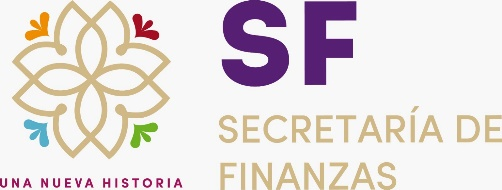 SF
SECRETARÍA DE
FINANZAS
UNA NUEVA HISTORIA